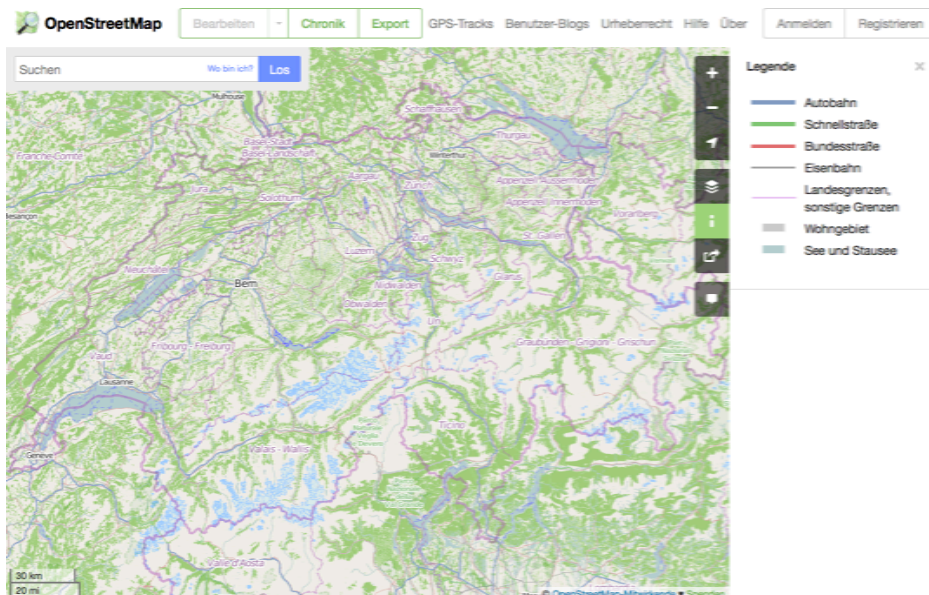 OpenStreetMap
Bearbeiten
Chronik
Export
GPS-Tracks
Benutzer-Blogs
Urheberrecht
Hilfe
Über
Anmelden
Registrieren
Suchen
Wo bin ich?
Los
Legende
×
Autobahn
Schnellstraße
Bundesstraße
Eisenbahn
Landesgrenzen,
sonstige Grenzen
Wohngebiet
See und Stausee
Mulhouse
Schaffhausen
Basel-Stadt
Basel-Landschaft
Thurgau
Franche-Comté
Winterthur
Aargau
Zürich
Jura
Solothurn
Appenzell Ausserrhoden
Appenzell Innerrhoden
Vorarlberg
Besançon
Zug
St. Gallen
Luzern
Schwyz
Neuchâtel
Nidwalden
Glarus
Bern
Obwalden
Uri
Fribourg - Freiburg
Graubünden - Grigioni - Grischun
Vaud
Lausanne
Ticino
Valais - Wallis
Genève
Valle d'Aosta
30 km
20 mi
© OpenStreetMap-Mitwirkende ♥ Spenden